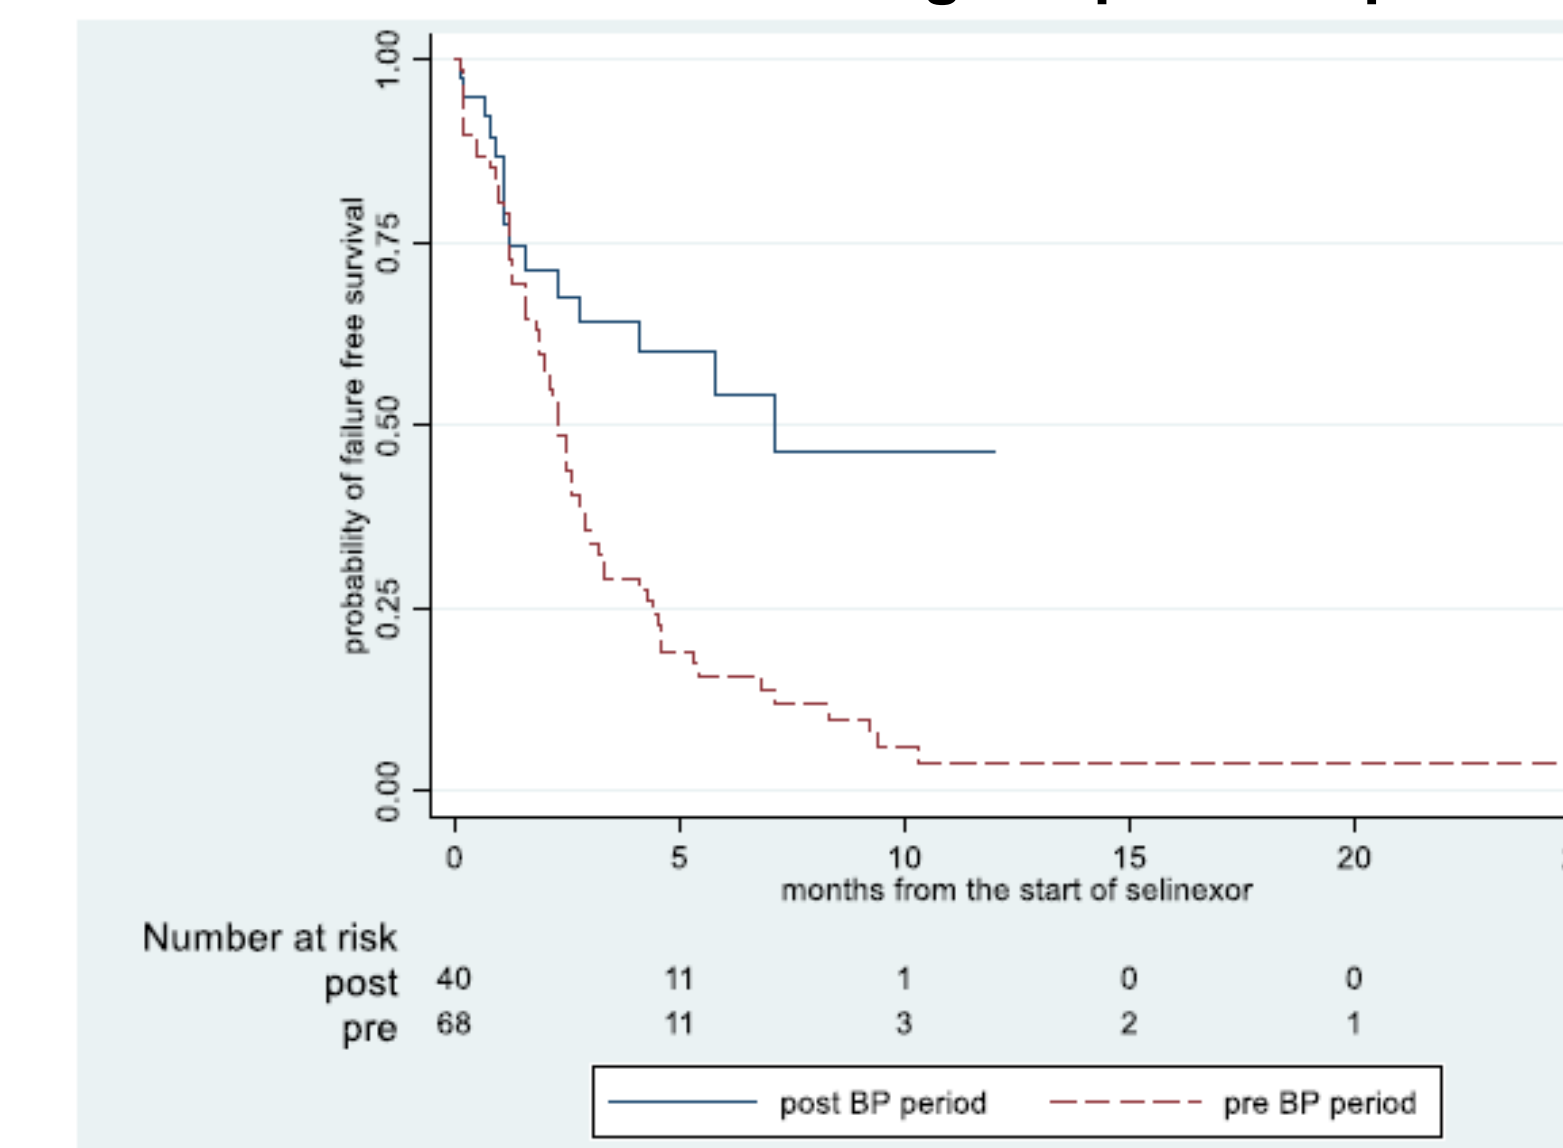 probability of failure free survival
1.00
0.75
0.50
0.25
0.00
0 5 10 15 20
months from the start of selinexor
Number at risk
post 40 11 1 0 0
pre 68 11 3 2 1
post BP period pre BP period